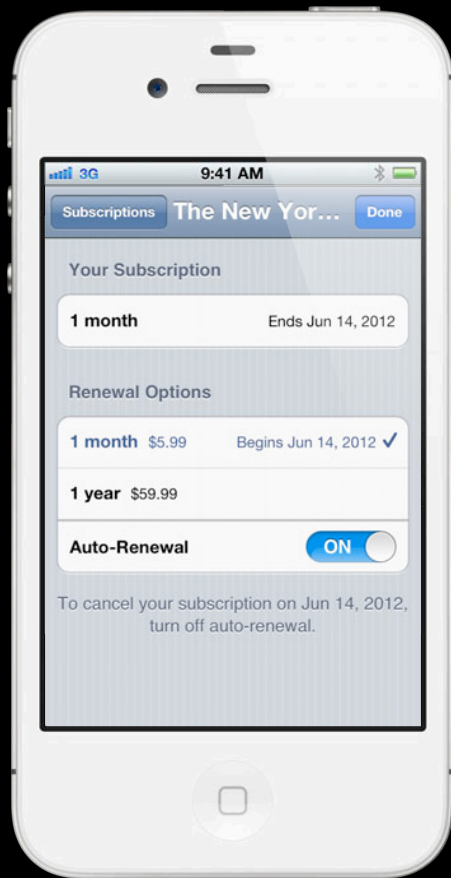 3G 9:41 AM
Subscriptions The New Yor... Done
Your Subscription
1 month Ends Jun 14, 2012
Renewal Options
1 month $5.99 Begins Jun 14, 2012
1 year $59.99
Auto-Renewal ON
To cancel your subscription on Jun 14, 2012,
turn off auto-renewal.